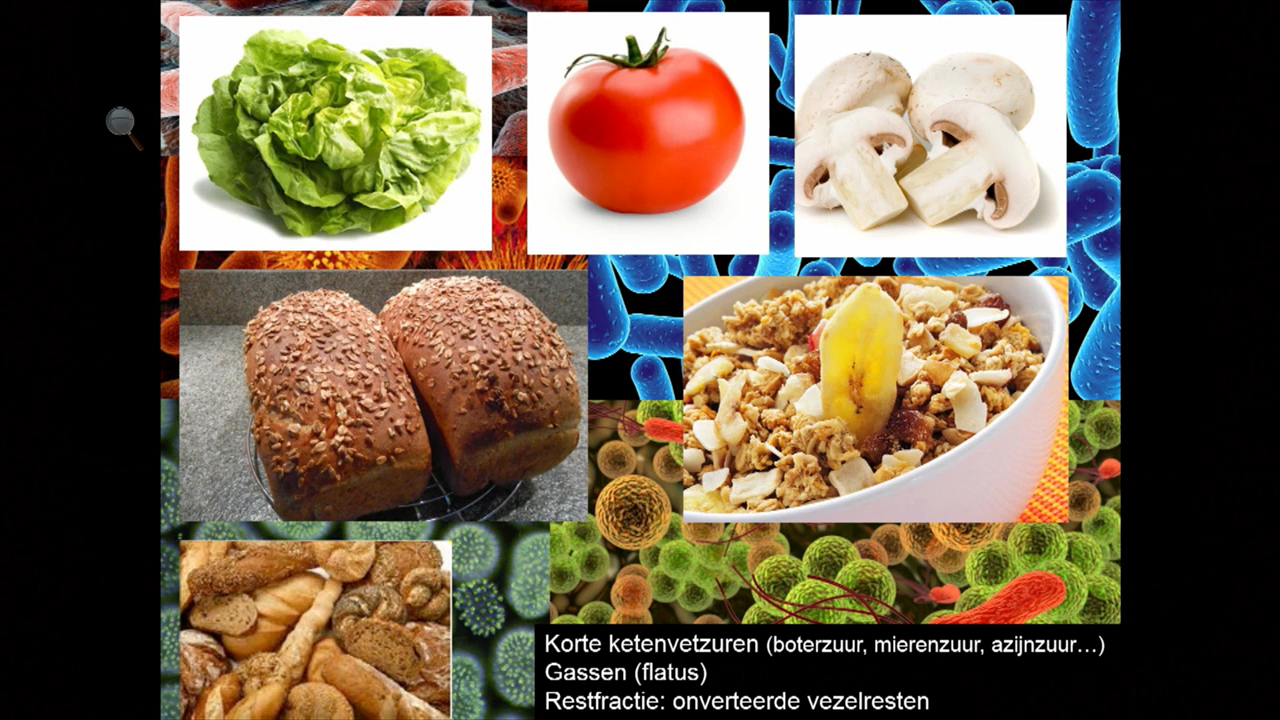 Korte ketenvetzuren (boterzuur, mierenzuur, azijnzuur…)
Gassen (flatus)
Restfractie: onverteerde vezelresten